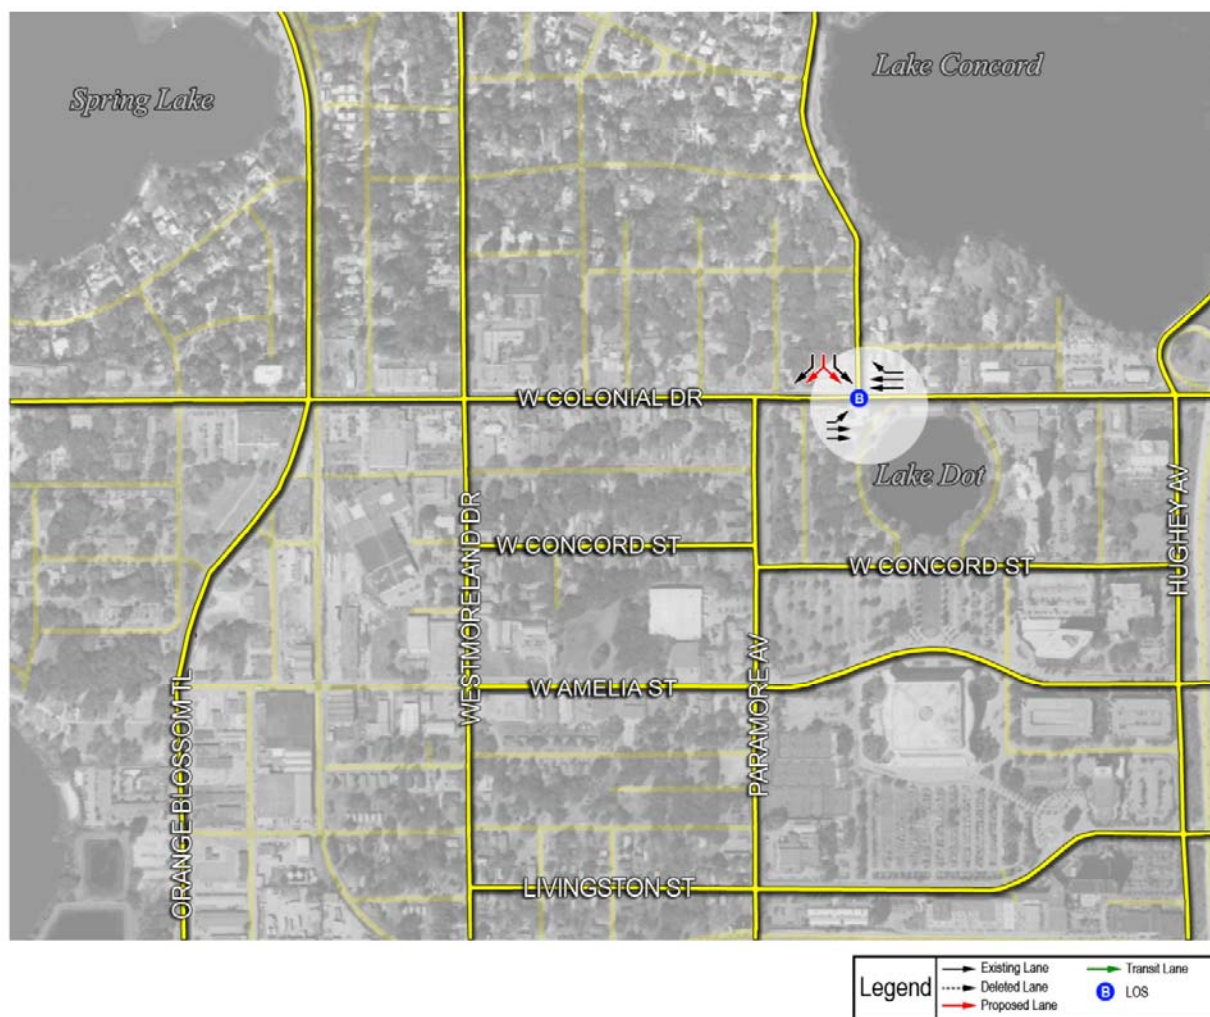 Spring Lake
Lake Concord
W COLONIAL DR
B
Lake Dot
HUGHEY AV
WESTMORELAND DR
W CONCORD ST
W CONCORD ST
PARAMORE AV
W AMELIA ST
ORANGE BLOSSOM TL
LIVINGSTON ST
Legend
Existing Lane
Deleted Lane
Proposed Lane
Transit Lane
B LOS